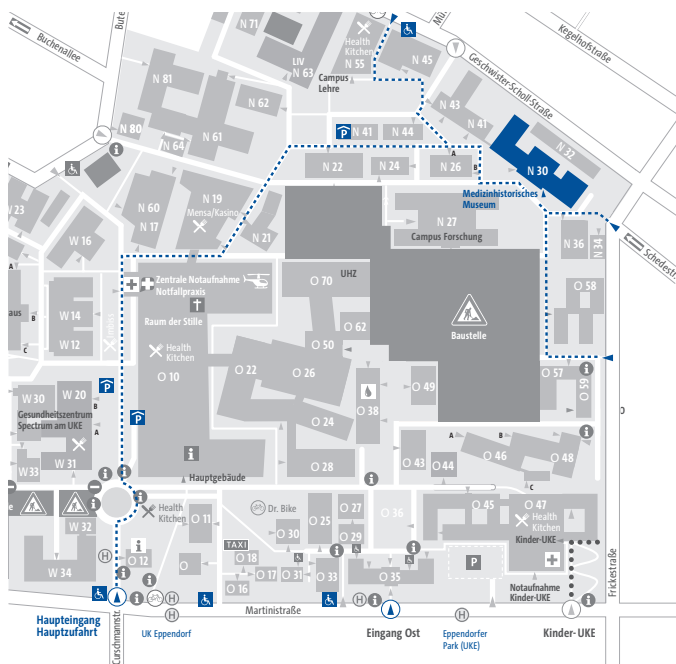 Bute
Buchenallee
N 71
LIV
N 63
Health
Kitchen
N 55
Campus
Lehre
N 45
Kegelhofstraße
Geschwister-Scholl-Straße
N 81
N 62
N 61
N 64
N 80
N 43
N 41
N 32
N 30
P
N 41
N 44
N 22
N 24
A
N 26
B
Medizinhistorisches
Museum
N 27
Campus Forschung
N 36
N 34
Schedestr
W 23
W 16
N 60
N 17
N 19
Mensa/Kasino
N 21
Zentrale Notaufnahme
Notfallpraxis
Raum der Stille
O 70
UHZ
Baustelle
O 58
A
B
C
aus
W 14
W 12
Health
Kitchen
O 10
O 62
O 50
O 22
O 26
O 24
O 28
O 38
O 49
O 57
O 59
P
W 30
W 20
B
Gesundheitszentrum
Spectrum am UKE
A
W 31
W 33
P
Hauptgebäude
O 43
O 44
A
B
O 46
O 48
C
e
W 32
W 34
Health
Kitchen
O 11
O 12
O
Dr. Bike
O 30
O 25
O 27
O 29
O 36
O 45
O 47
Health
Kitchen
Kinder-UKE
TAXI
O 18
O 17
O 31
O 16
O 33
O 35
P
Notaufnahme
Kinder-UKE
Frickestraße
H
H
H
H
H
Martinistraße
Haupteingang
Hauptzufahrt
Curschmannstr.
UK Eppendorf
Eingang Ost
Eppendorfer
Park (UKE)
Kinder-UKE